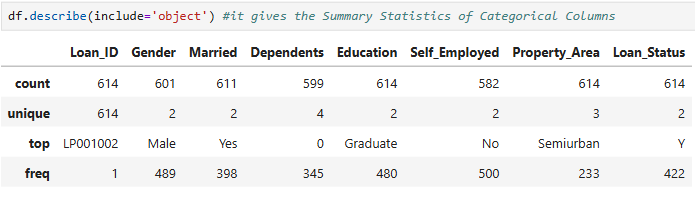 df.describe(include='object') #it gives the Summary Statistics of Categorical Columns
Loan_ID Gender Married Dependents Education Self_Employed Property_Area Loan_Status
count 614 601 611 599 614 582 614 614
unique 614 2 2 4 2 2 3 2
top LP001002 Male Yes 0 Graduate No Semiurban Y
freq 1 489 398 345 480 500 233 422